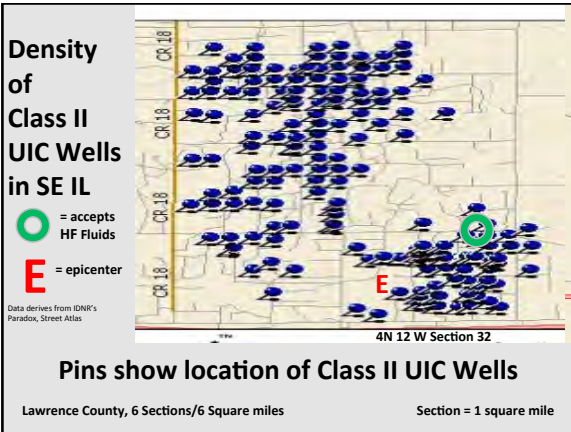 Density
of
Class II
UIC Wells
in SE IL
= accepts
HF Fluids
E = epicenter
Data derives from IDNR's
Paradox, Street Atlas
CR 18
CR 18
CR 18
CR 18
E
4N 12 W Section 32
Pins show location of Class II UIC Wells
Lawrence County, 6 Sections/6 Square miles
Section = 1 square mile